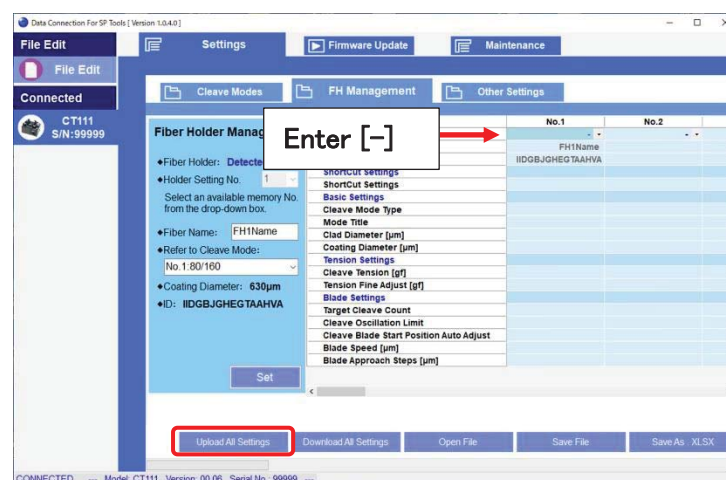 Data Connection For SP Tools [ Version 1.0.4.0 ]
File Edit
Settings
Firmware Update
Maintenance
File Edit
Connected
CT111
S/N:99999
Cleave Modes
FH Management
Other Settings
Enter [-]
No.1
No.2
- -
- -
FH1Name
IIDGBJGHEGTAAHVA
Fiber Holder Manag
◆Fiber Holder: Detecte
◆Holder Setting No. 1
Select an available memory No.
from the drop-down box.
◆Fiber Name: FH1Name
◆Refer to Cleave Mode:
No.1:80/160
◆Coating Diameter: 630μm
◆ID: IIDGBJGHEGTAAHVA
Set
ShortCut Settings
ShortCut Settings
Basic Settings
Cleave Mode Type
Mode Title
Clad Diameter [μm]
Coating Diameter [μm]
Tension Settings
Cleave Tension [gf]
Tension Fine Adjust [gf]
Blade Settings
Target Cleave Count
Cleave Oscillation Limit
Cleave Blade Start Position Auto Adjust
Blade Speed [μm]
Blade Approach Steps [μm]
Upload All Settings
Download All Settings
Open File
Save File
Save As .XLSX
CONNECTED --- Model: CT111 Version: 00.06 Serial No.: 99999 ---